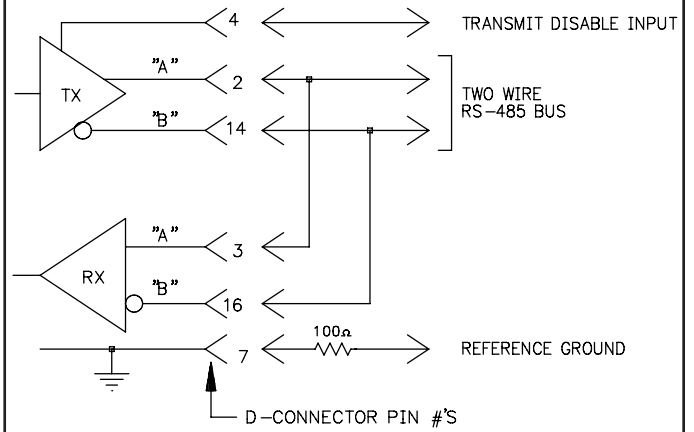 4 TRANSMIT DISABLE INPUT
TX "A" 2
"B" 14
TWO WIRE
RS-485 BUS
"A" 3
RX "B" 16
100Ω
7 REFERENCE GROUND
D-CONNECTOR PIN #'S